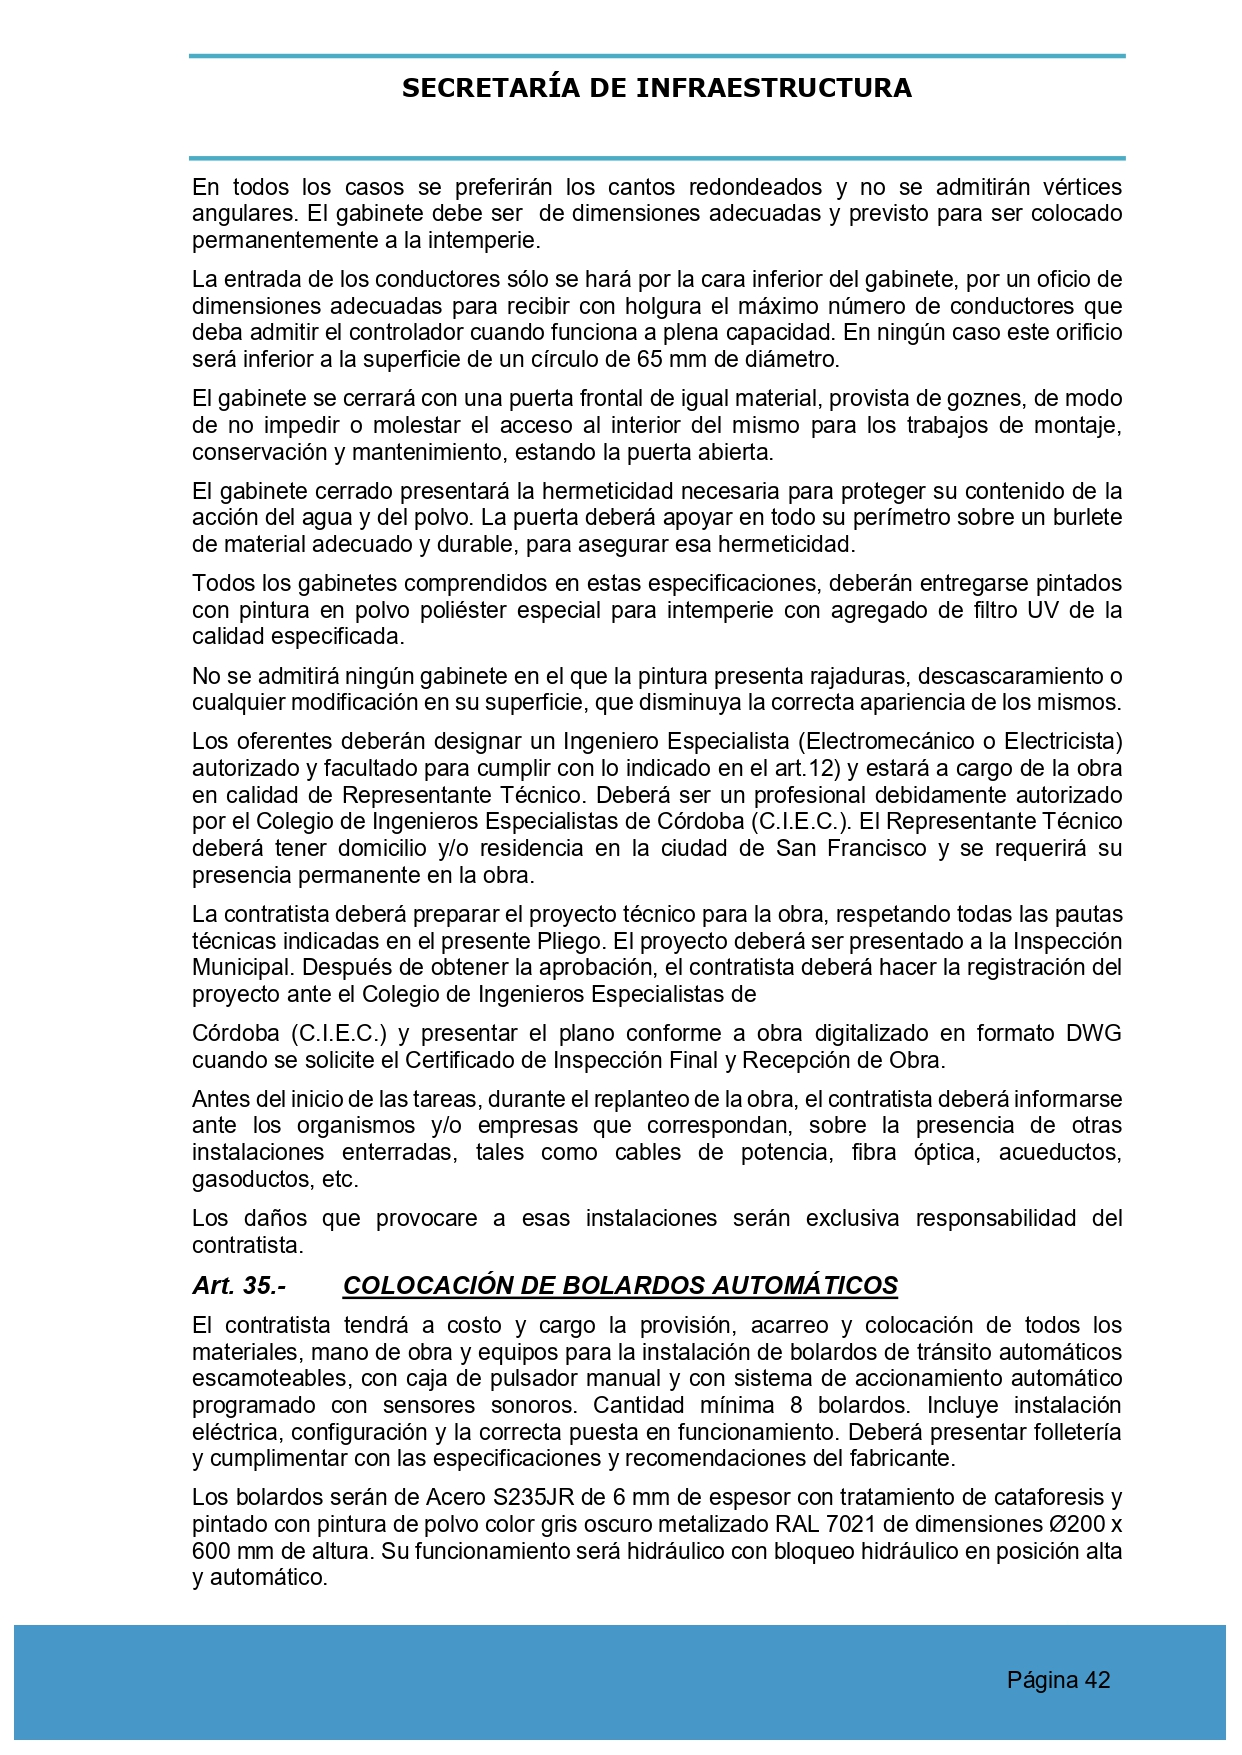 SECRETARÍA DE INFRAESTRUCTURA
En todos los casos se preferirán los cantos redondeados y no se admitirán vértices
angulares. El gabinete debe ser  de dimensiones adecuadas y previsto para ser colocado
permanentemente a la intemperie.
La entrada de los conductores sólo se hará por la cara inferior del gabinete, por un oficio de
dimensiones adecuadas para recibir con holgura el máximo número de conductores que
deba admitir el controlador cuando funciona a plena capacidad. En ningún caso este orificio
será inferior a la superficie de un círculo de 65 mm de diámetro.
El gabinete se cerrará con una puerta frontal de igual material, provista de goznes, de modo
de no impedir o molestar el acceso al interior del mismo para los trabajos de montaje,
conservación y mantenimiento, estando la puerta abierta.
El gabinete cerrado presentará la hermeticidad necesaria para proteger su contenido de la
acción del agua y del polvo. La puerta deberá apoyar en todo su perímetro sobre un burlete
de material adecuado y durable, para asegurar esa hermeticidad.
Todos los gabinetes comprendidos en estas especificaciones, deberán entregarse pintados
con pintura en polvo poliéster especial para intemperie con agregado de filtro UV de la
calidad especificada.
No se admitirá ningún gabinete en el que la pintura presenta rajaduras, descascaramiento o
cualquier modificación en su superficie, que disminuya la correcta apariencia de los mismos.
Los oferentes deberán designar un Ingeniero Especialista (Electromecánico o Electricista)
autorizado y facultado para cumplir con lo indicado en el art.12) y estará a cargo de la obra
en calidad de Representante Técnico. Deberá ser un profesional debidamente autorizado
por el Colegio de Ingenieros Especialistas de Córdoba (C.I.E.C.). El Representante Técnico
deberá tener domicilio y/o residencia en la ciudad de San Francisco y se requerirá su
presencia permanente en la obra.
La contratista deberá preparar el proyecto técnico para la obra, respetando todas las pautas
técnicas indicadas en el presente Pliego. El proyecto deberá ser presentado a la Inspección
Municipal. Después de obtener la aprobación, el contratista deberá hacer la registración del
proyecto ante el Colegio de Ingenieros Especialistas de
Córdoba (C.I.E.C.) y presentar el plano conforme a obra digitalizado en formato DWG
cuando se solicite el Certificado de Inspección Final y Recepción de Obra.
Antes del inicio de las tareas, durante el replanteo de la obra, el contratista deberá informarse
ante los organismos y/o empresas que correspondan, sobre la presencia de otras
instalaciones enterradas, tales como cables de potencia, fibra óptica, acueductos,
gasoductos, etc.
Los daños que provocare a esas instalaciones serán exclusiva responsabilidad del
contratista.
Art. 35.- COLOCACIÓN DE BOLARDOS AUTOMÁTICOS
El contratista tendrá a costo y cargo la provisión, acarreo y colocación de todos los
materiales, mano de obra y equipos para la instalación de bolardos de tránsito automáticos
escamoteables, con caja de pulsador manual y con sistema de accionamiento automático
programado con sensores sonoros. Cantidad mínima 8 bolardos. Incluye instalación
eléctrica, configuración y la correcta puesta en funcionamiento. Deberá presentar folletería
y cumplimentar con las especificaciones y recomendaciones del fabricante.
Los bolardos serán de Acero S235JR de 6 mm de espesor con tratamiento de cataforesis y
pintado con pintura de polvo color gris oscuro metalizado RAL 7021 de dimensiones Ø200 x
600 mm de altura. Su funcionamiento será hidráulico con bloqueo hidráulico en posición alta
y automático.
Página 42